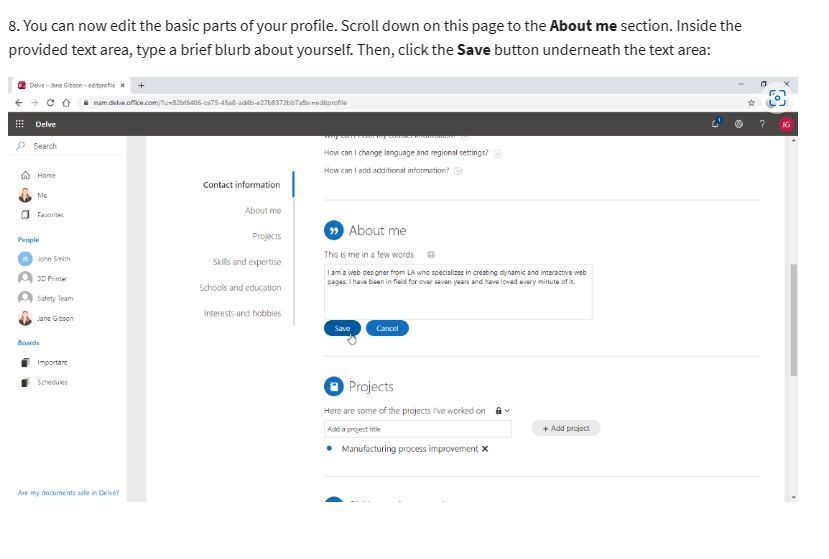 8. You can now edit the basic parts of your profile. Scroll down on this page to the About me section. Inside the
provided text area, type a brief blurb about yourself. Then, click the Save button underneath the text area:
Delve - Jane Gibson - editprofile
nam.delve.office.com/?u=82bf6406-ce75-45a8-ad4b-e27b8372bb7a&v=editprofile
Delve
1
?
JG
Search
Home
Me
Favorites
People
JS
John Smith
3D Printer
Safety Team
Jane Gibson
Boards
Important
Schedules
Are my documents safe in Delve?
Contact information
About me
Projects
Skills and expertise
Schools and education
Interests and hobbies
How can I change language and regional settings?
How can I add additional information?
About me
This is me in a few words
I am a web designer from LA who specializes in creating dynamic and interactive web
pages. I have been in field for over seven years and have loved every minute of it.
Save
Cancel
Projects
Here are some of the projects I've worked on
Add a project title
+ Add project
Manufacturing process improvement